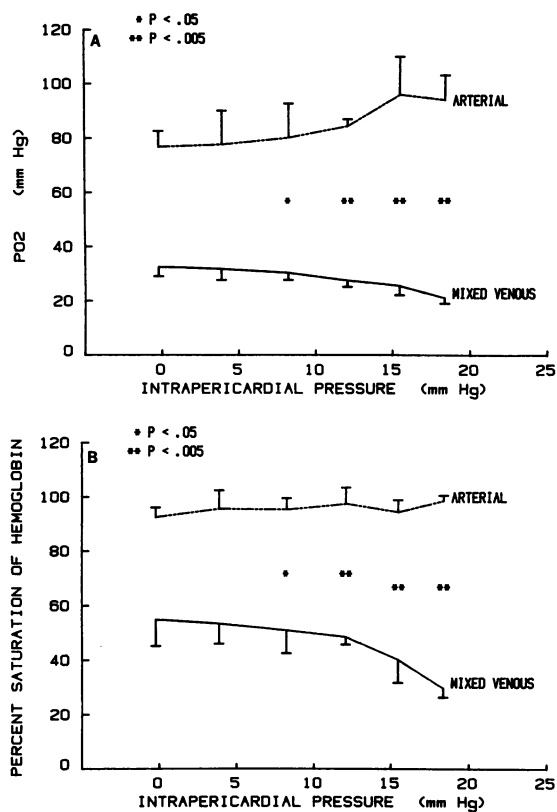 A
* P < .05
** P < .005
120
100
80
60
40
20
0
PO2 (mm Hg)
ARTERIAL
*
**
**
**
MIXED VENOUS
0 5 10 15 20 25
INTRAPERICARDIAL PRESSURE (mm Hg)
B
* P < .05
** P < .005
120
100
80
60
40
20
0
PERCENT SATURATION OF HEMOGLOBIN
ARTERIAL
*
**
**
**
MIXED VENOUS
0 5 10 15 20 25
INTRAPERICARDIAL PRESSURE (mm Hg)